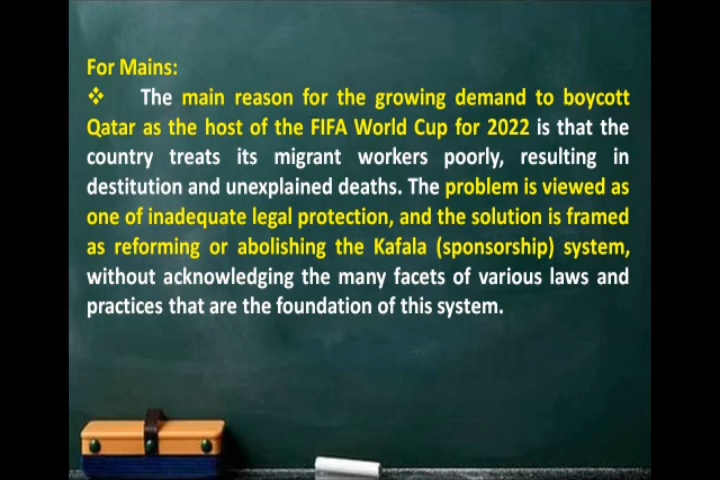 For Mains:
❖ The main reason for the growing demand to boycott
Qatar as the host of the FIFA World Cup for 2022 is that the
country treats its migrant workers poorly, resulting in
destitution and unexplained deaths. The problem is viewed as
one of inadequate legal protection, and the solution is framed
as reforming or abolishing the Kafala (sponsorship) system,
without acknowledging the many facets of various laws and
practices that are the foundation of this system.